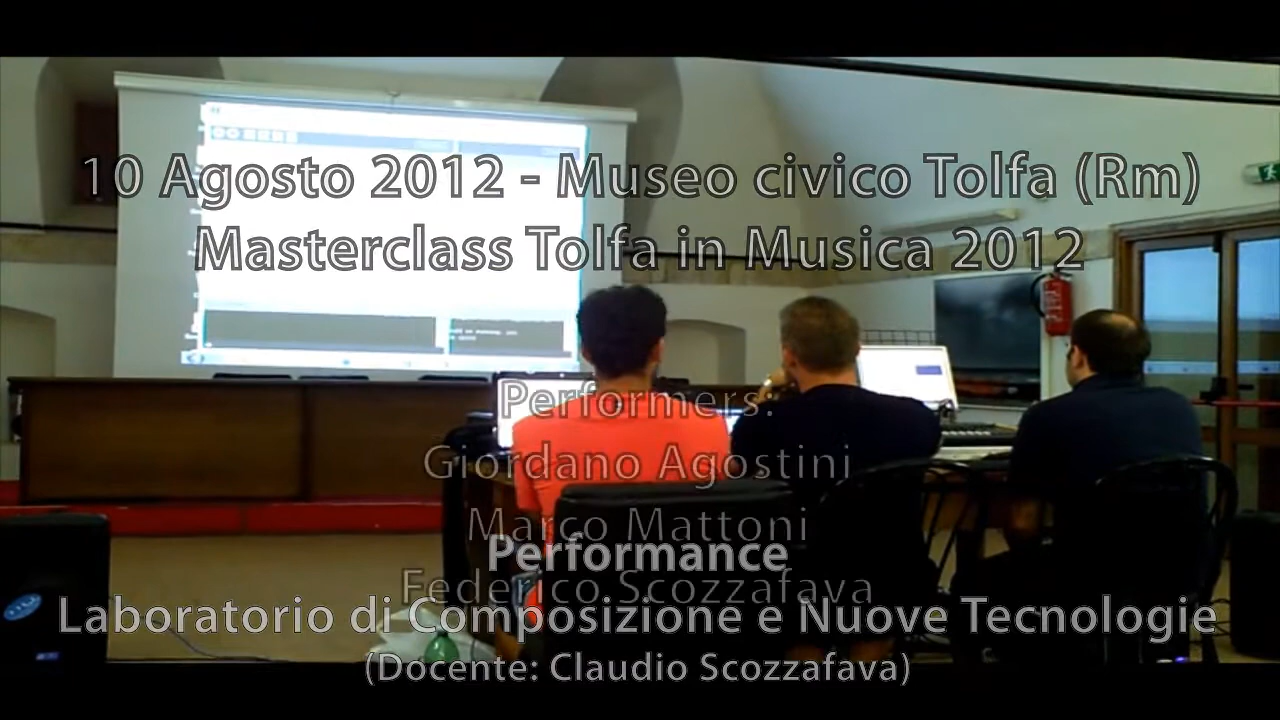 10 Agosto 2012 - Museo civico Tolfa (Rm)
Masterclass Tolfa in Musica 2012
Performers:
Giordano Agostini
Marco Mattoni
Performance
Federico Scozzafava
Laboratorio di Composizione e Nuove Tecnologie
(Docente: Claudio Scozzafava)